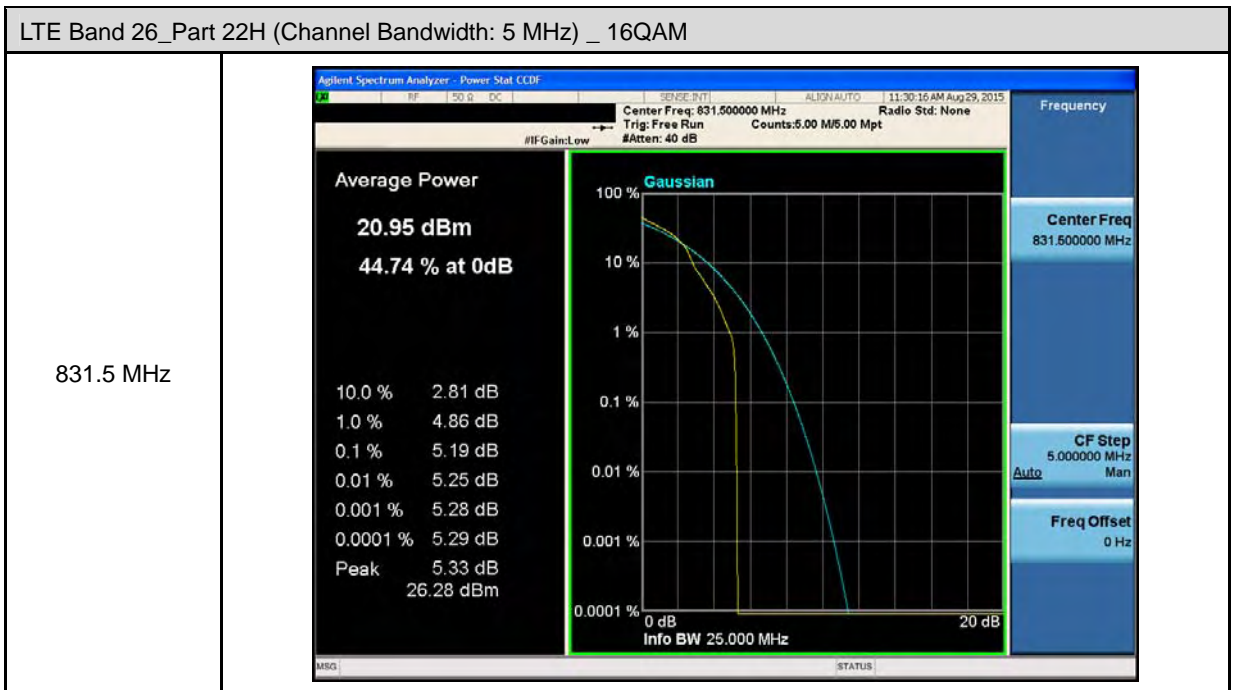 LTE Band 26_Part 22H (Channel Bandwidth: 5 MHz) _ 16QAM
831.5 MHz
Agilent Spectrum Analyzer - Power Stat CCDF
RF 50 Ω DC SENSE:INT ALIGN AUTO 11:30:16 AM Aug 29, 2015
Center Freq: 831.500000 MHz Radio Std: None
Trig: Free Run Counts:5.00 M/5.00 Mpt
#IFGain:Low #Atten: 40 dB
Average Power
20.95 dBm
44.74 % at 0dB
10.0 % 2.81 dB
1.0 % 4.86 dB
0.1 % 5.19 dB
0.01 % 5.25 dB
0.001 % 5.28 dB
0.0001 % 5.29 dB
Peak 5.33 dB
26.28 dBm
Gaussian
100 %
10 %
1 %
0.1 %
0.01 %
0.001 %
0.0001 %
0 dB 20 dB
Info BW 25.000 MHz
Frequency
Center Freq
831.500000 MHz
CF Step
5.000000 MHz
Auto Man
Freq Offset
0 Hz
MSG STATUS